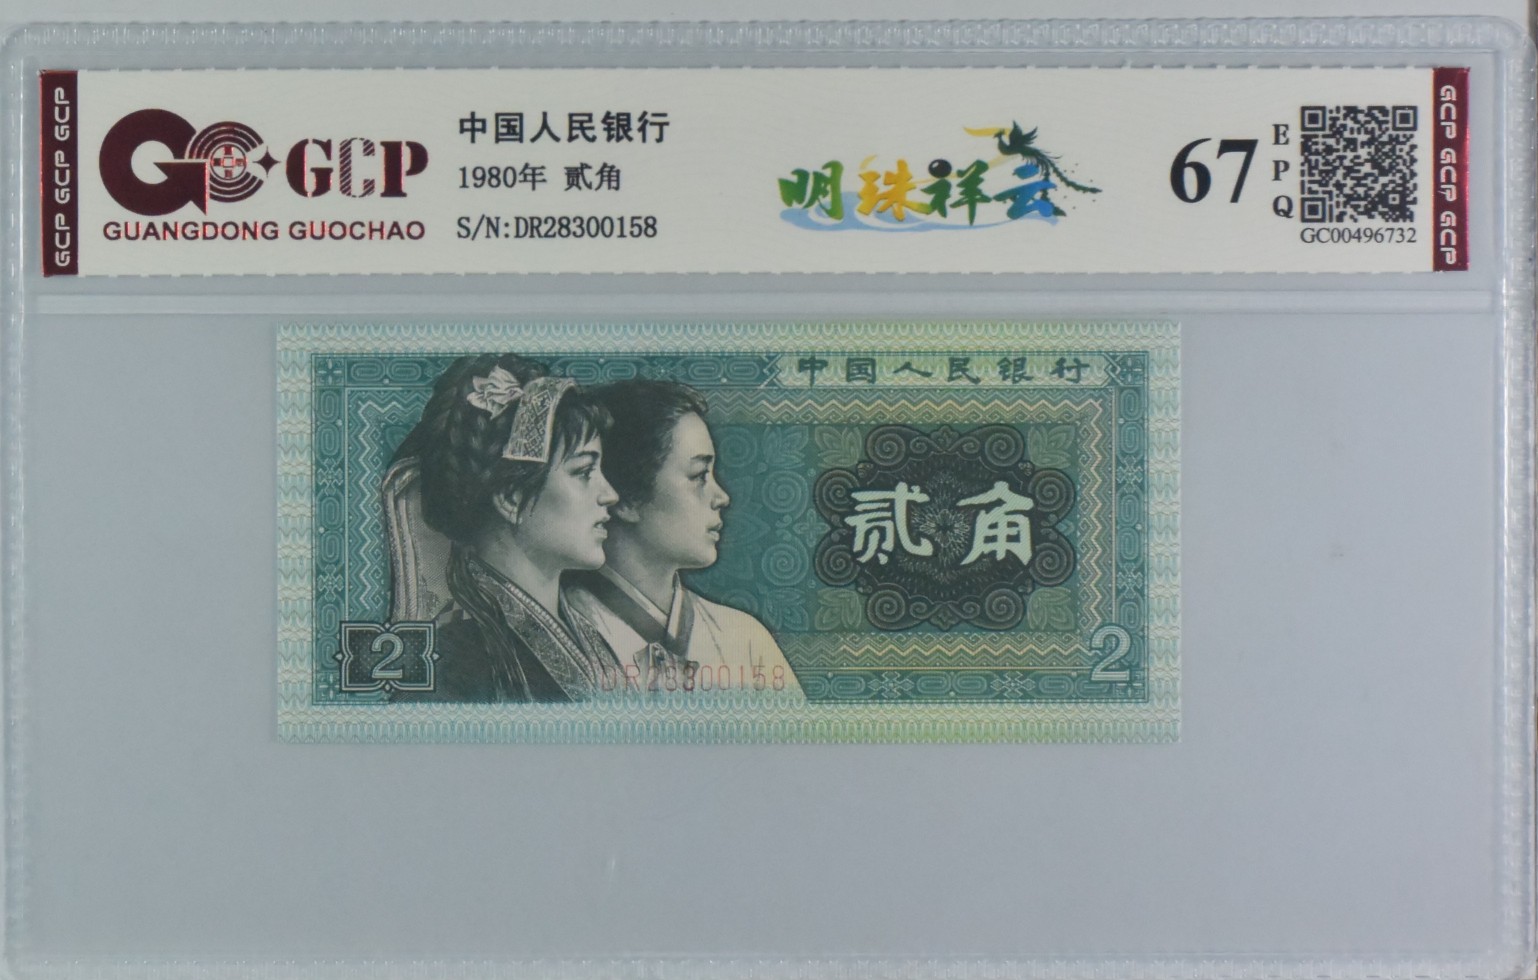 GCP GCP GCP
GCP
GUANGDONG GUOCHAO
中国人民银行
1980年 贰角
S/N:DR28300158
明珠祥云
67
EPQ
GC00496732
GCP GCP GCP
中国人民银行
贰角
2
2
DR28300158